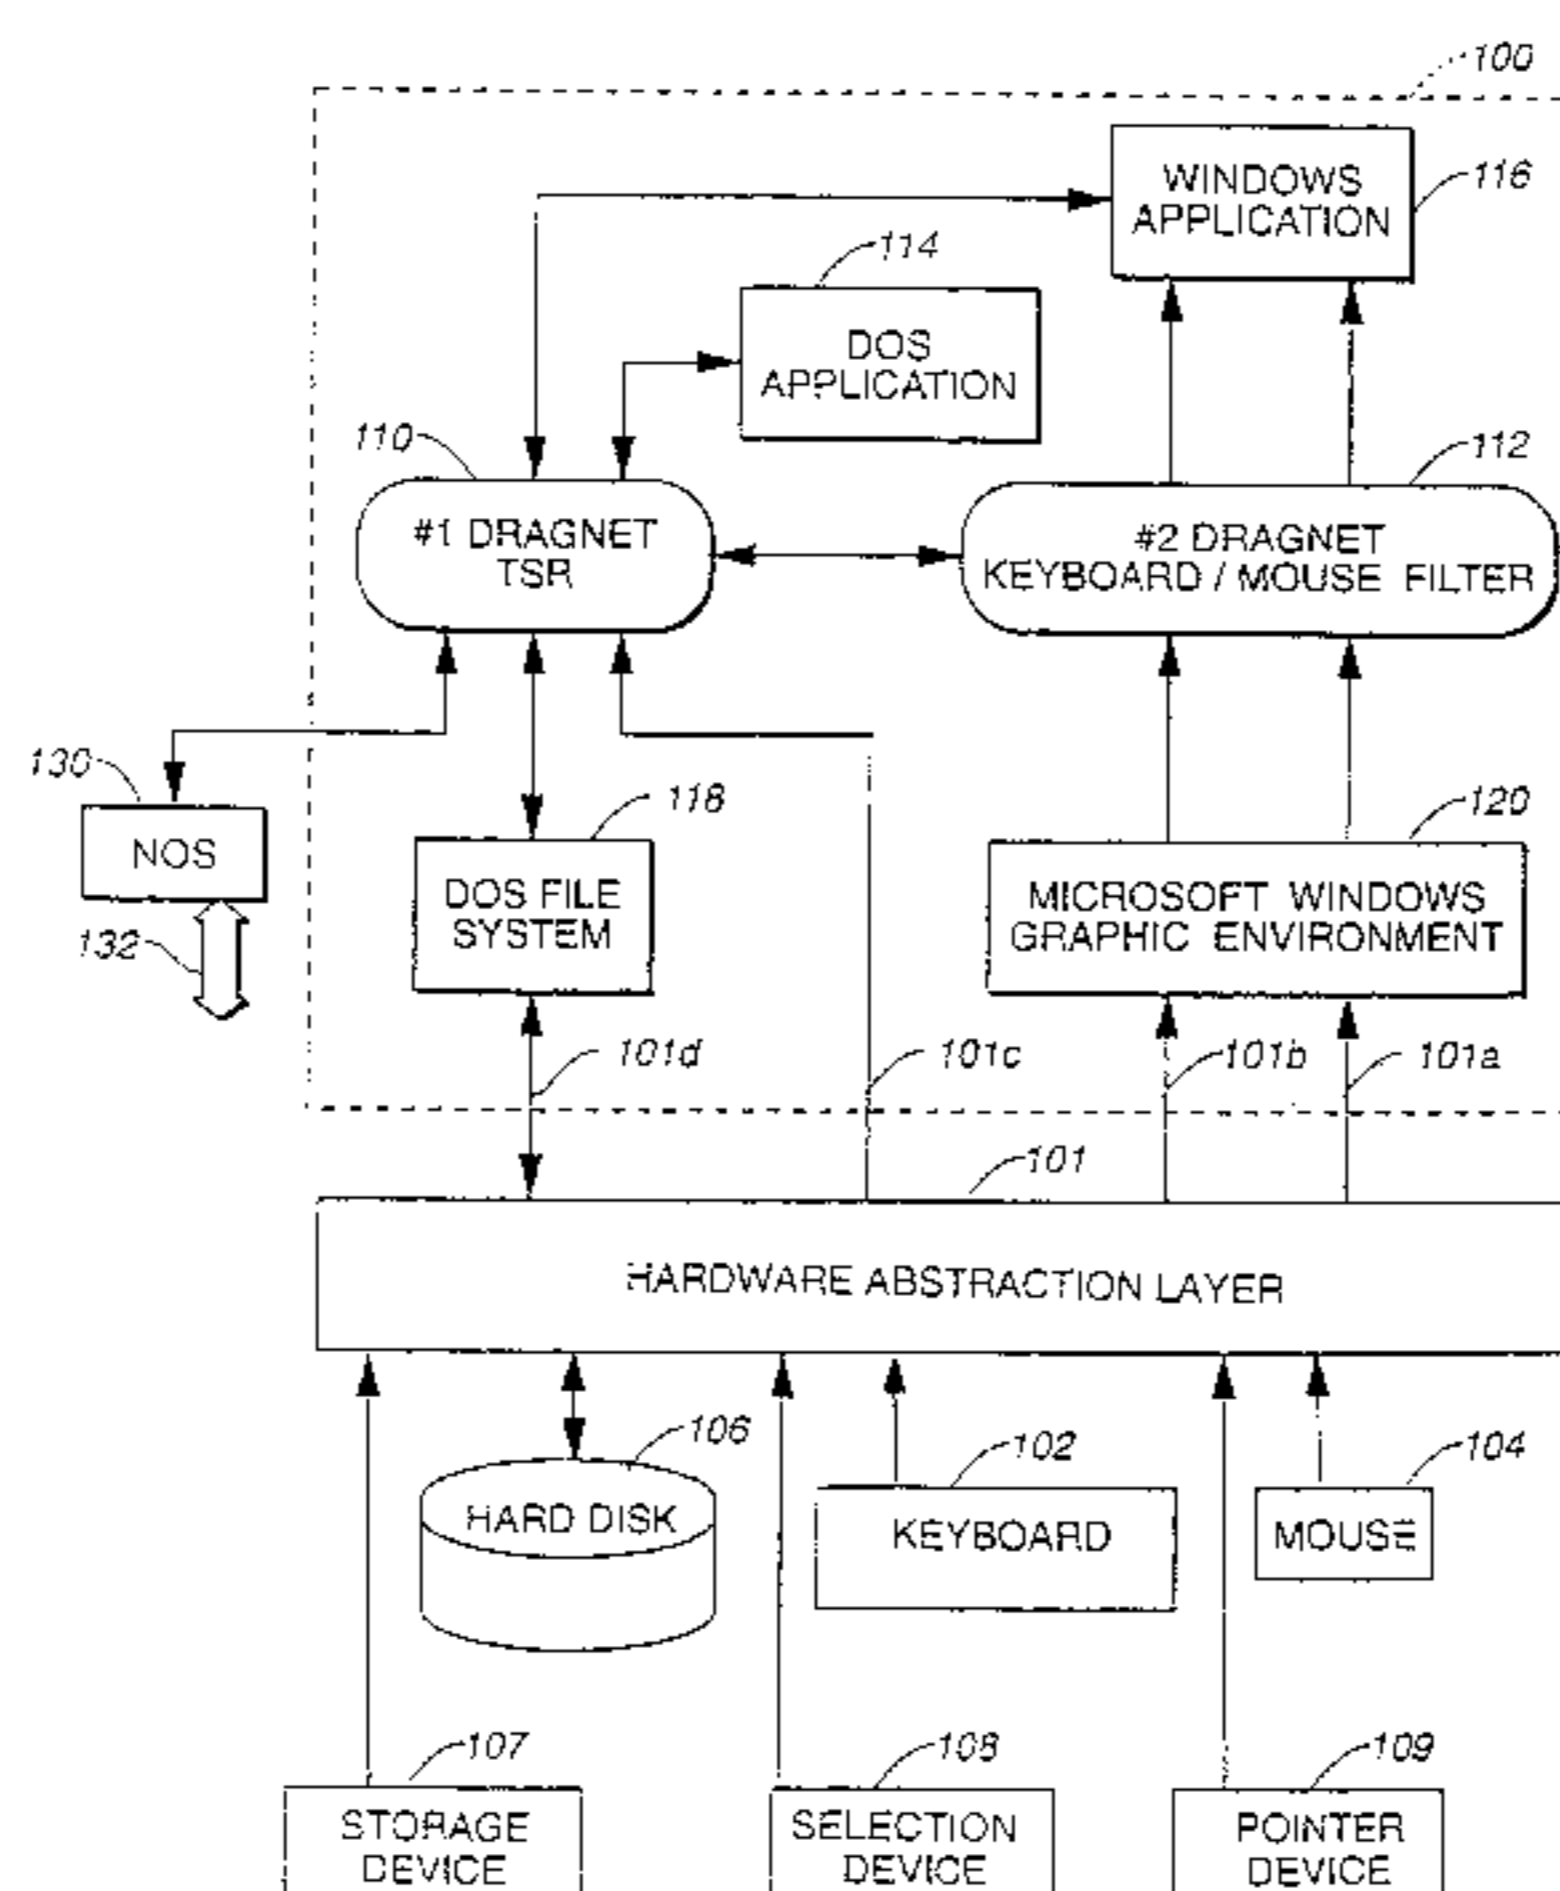 100
WINDOWS
APPLICATION
116
114
DOS
APPLICATION
110
112
#1 DRAGNET
TSR
#2 DRAGNET
KEYBOARD / MOUSE FILTER
130
NOS
132
118
DOS FILE
SYSTEM
120
MICROSOFT WINDOWS
GRAPHIC ENVIRONMENT
101d
101c
101b
101a
101
HARDWARE ABSTRACTION LAYER
106
HARD DISK
102
KEYBOARD
104
MOUSE
107
STORAGE
DEVICE
108
SELECTION
DEVICE
109
POINTER
DEVICE